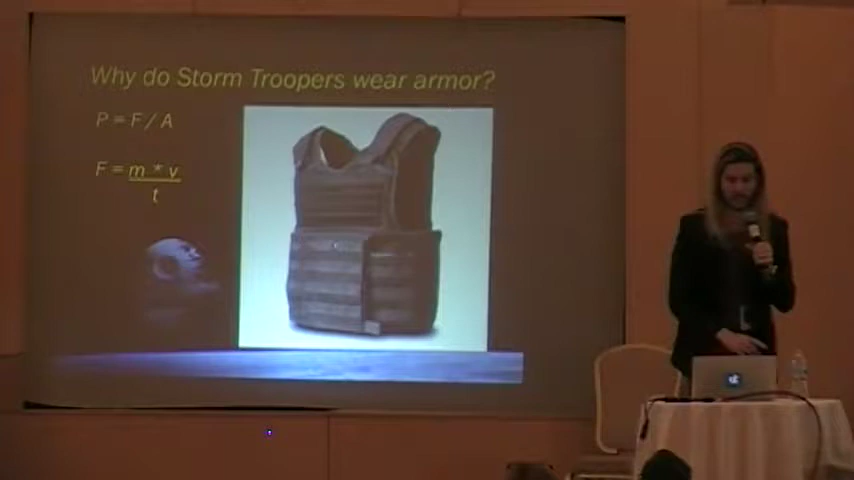 Why do Storm Troopers wear armor?
P = F / A
F = m * v
t